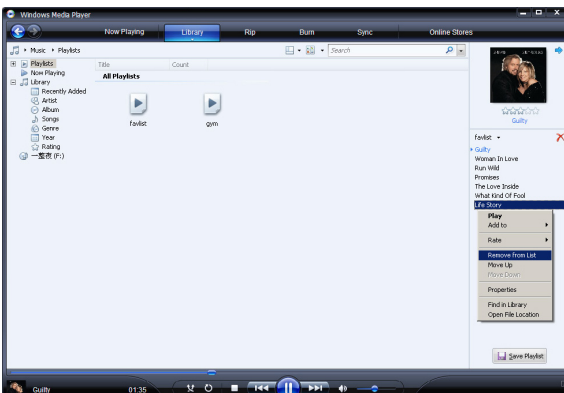 Windows Media Player
Now Playing
Library
Rip
Burn
Sync
Online Stores
Music
Playlists
Search
Playlists
Now Playing
Library
Recently Added
Artist
Album
Songs
Genre
Year
Rating
一整夜 (F:)
Title
Count
All Playlists
favlist
gym
Guilty
favlist
Guilty
Woman In Love
Run Wild
Promises
The Love Inside
What Kind Of Fool
Life Story
Play
Add to
Rate
Remove from List
Move Up
Move Down
Properties
Find in Library
Open File Location
Save Playlist
Guilty
01:35